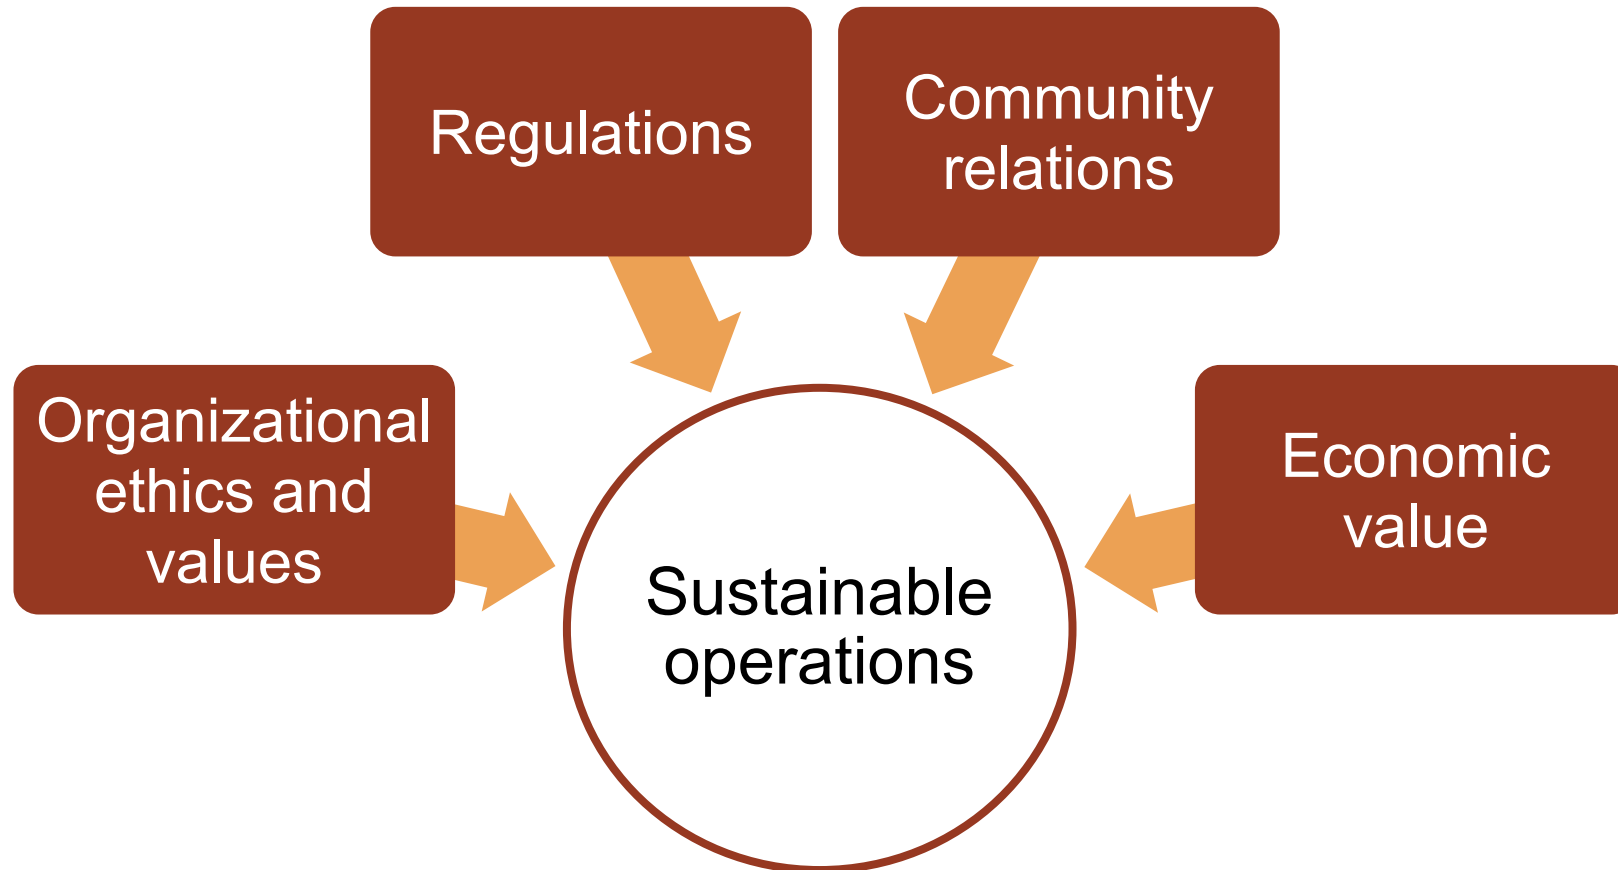 Regulations
Community
relations
Organizational
ethics and
values
Economic
value
Sustainable
operations